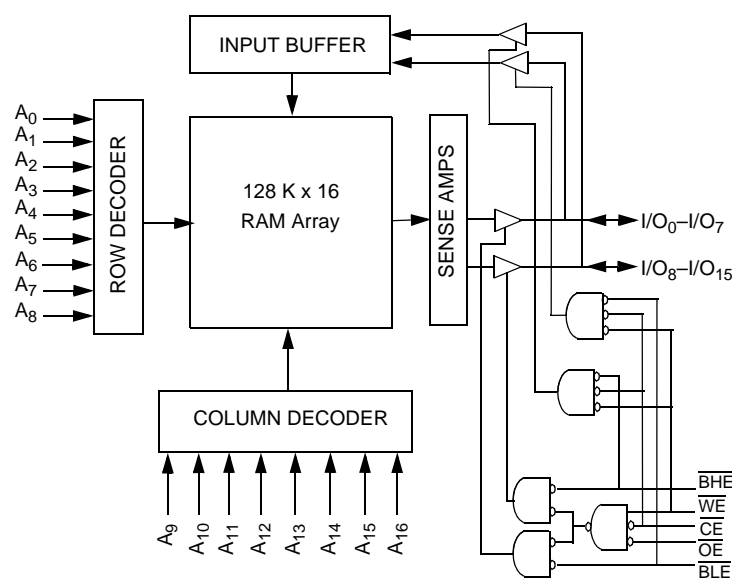 INPUT BUFFER
A0
A1
A2
A3
A4
A5
A6
A7
A8
ROW DECODER
128 K x 16
RAM Array
SENSE AMPS
I/O0–I/O7
I/O8–I/O15
COLUMN DECODER
A9
A10
A11
A12
A13
A14
A15
A16
BHE
WE
CE
OE
BLE